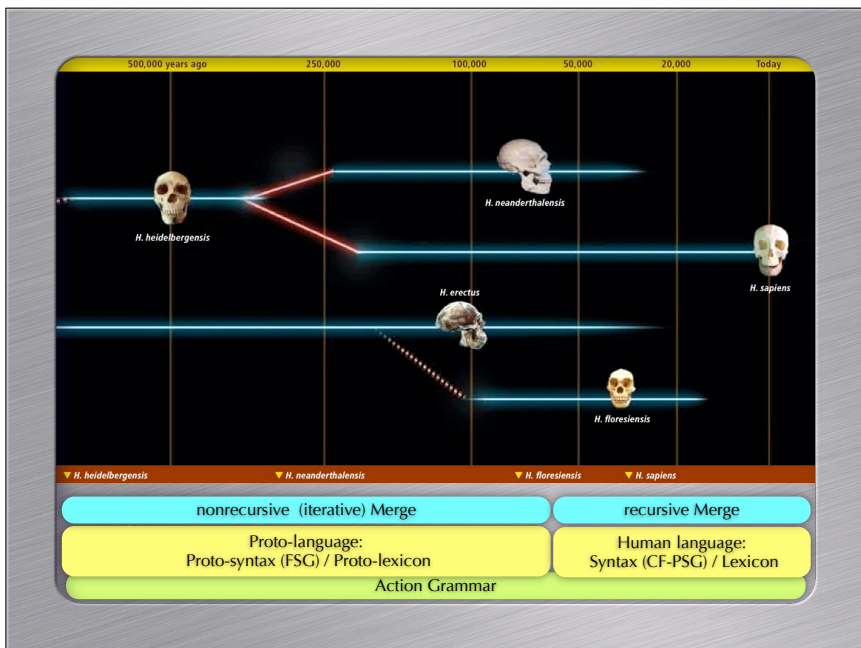 500,000 years ago 250,000 100,000 50,000 20,000 Today
H. neanderthalensis
H. heidelbergensis
H. sapiens
H. erectus
H. floresiensis
▼ H. heidelbergensis ▼ H. neanderthalensis ▼ H. floresiensis ▼ H. sapiens
nonrecursive (iterative) Merge recursive Merge
Proto-language: Human language:
Proto-syntax (FSG) / Proto-lexicon Syntax (CF-PSG) / Lexicon
Action Grammar